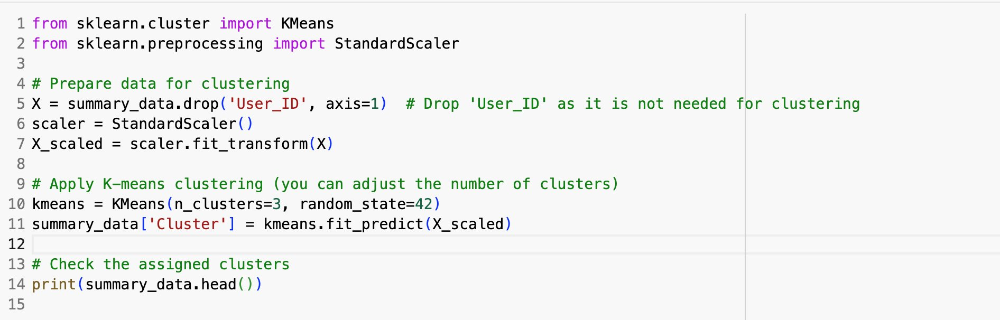 1 from sklearn.cluster import KMeans
2 from sklearn.preprocessing import StandardScaler
3
4 # Prepare data for clustering
5 X = summary_data.drop('User_ID', axis=1)  # Drop 'User_ID' as it is not needed for clustering
6 scaler = StandardScaler()
7 X_scaled = scaler.fit_transform(X)
8
9 # Apply K-means clustering (you can adjust the number of clusters)
10 kmeans = KMeans(n_clusters=3, random_state=42)
11 summary_data['Cluster'] = kmeans.fit_predict(X_scaled)
12
13 # Check the assigned clusters
14 print(summary_data.head())
15